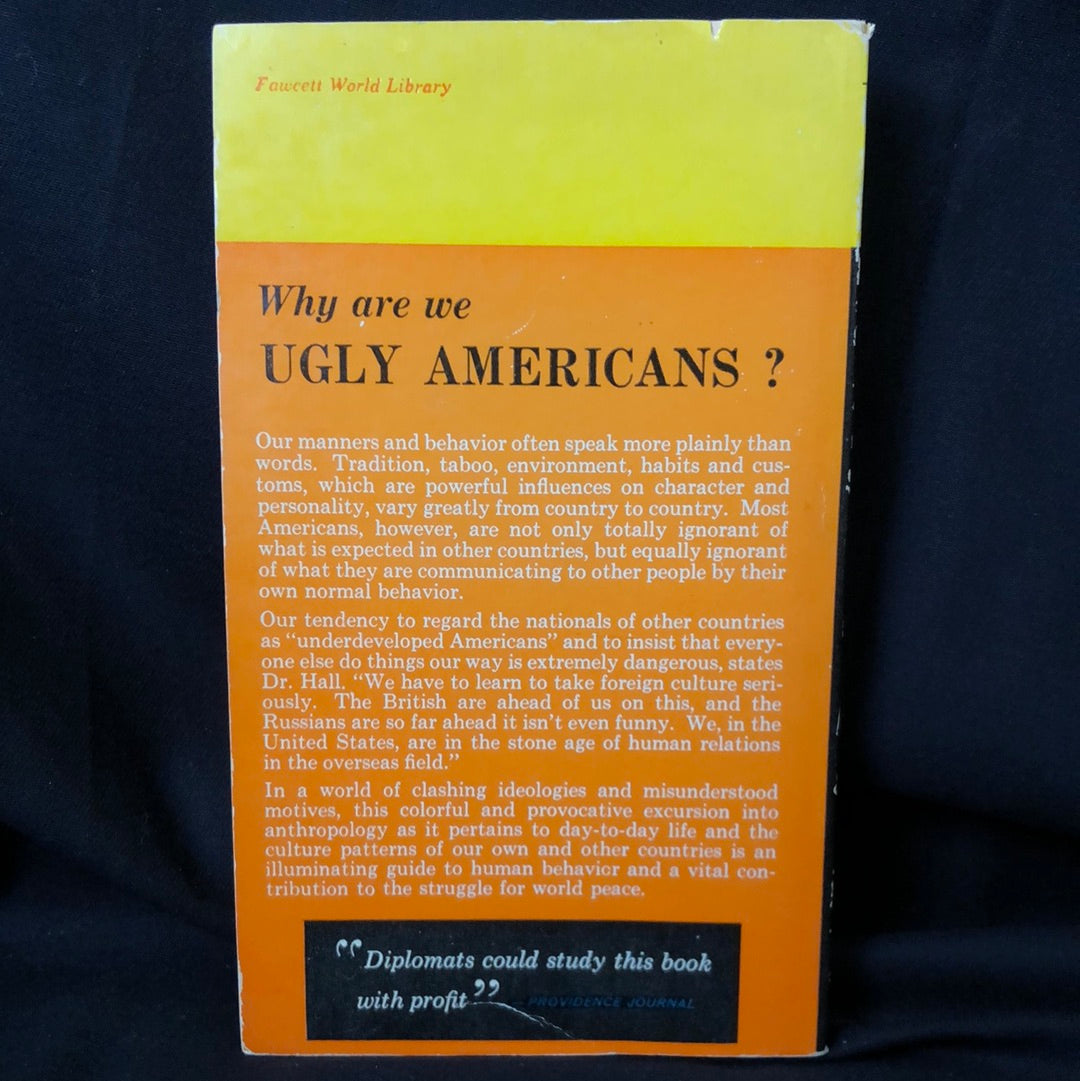 Fawcett World Library
Why are we
UGLY AMERICANS ?
Our manners and behavior often speak more plainly than
words. Tradition, taboo, environment, habits and cus-
toms, which are powerful influences on character and
personality, vary greatly from country to country. Most
Americans, however, are not only totally ignorant of
what is expected in other countries, but equally ignorant
of what they are communicating to other people by their
own normal behavior.
Our tendency to regard the nationals of other countries
as “underdeveloped Americans” and to insist that every-
one else do things our way is extremely dangerous, states
Dr. Hall. “We have to learn to take foreign culture seri-
ously. The British are ahead of us on this, and the
Russians are so far ahead it isn’t even funny. We, in the
United States, are in the stone age of human relations
in the overseas field.”
In a world of clashing ideologies and misunderstood
motives, this colorful and provocative excursion into
anthropology as it pertains to day-to-day life and the
culture patterns of our own and other countries is an
illuminating guide to human behavior and a vital con-
tribution to the struggle for world peace.
“Diplomats could study this book
with profit” —PROVIDENCE JOURNAL